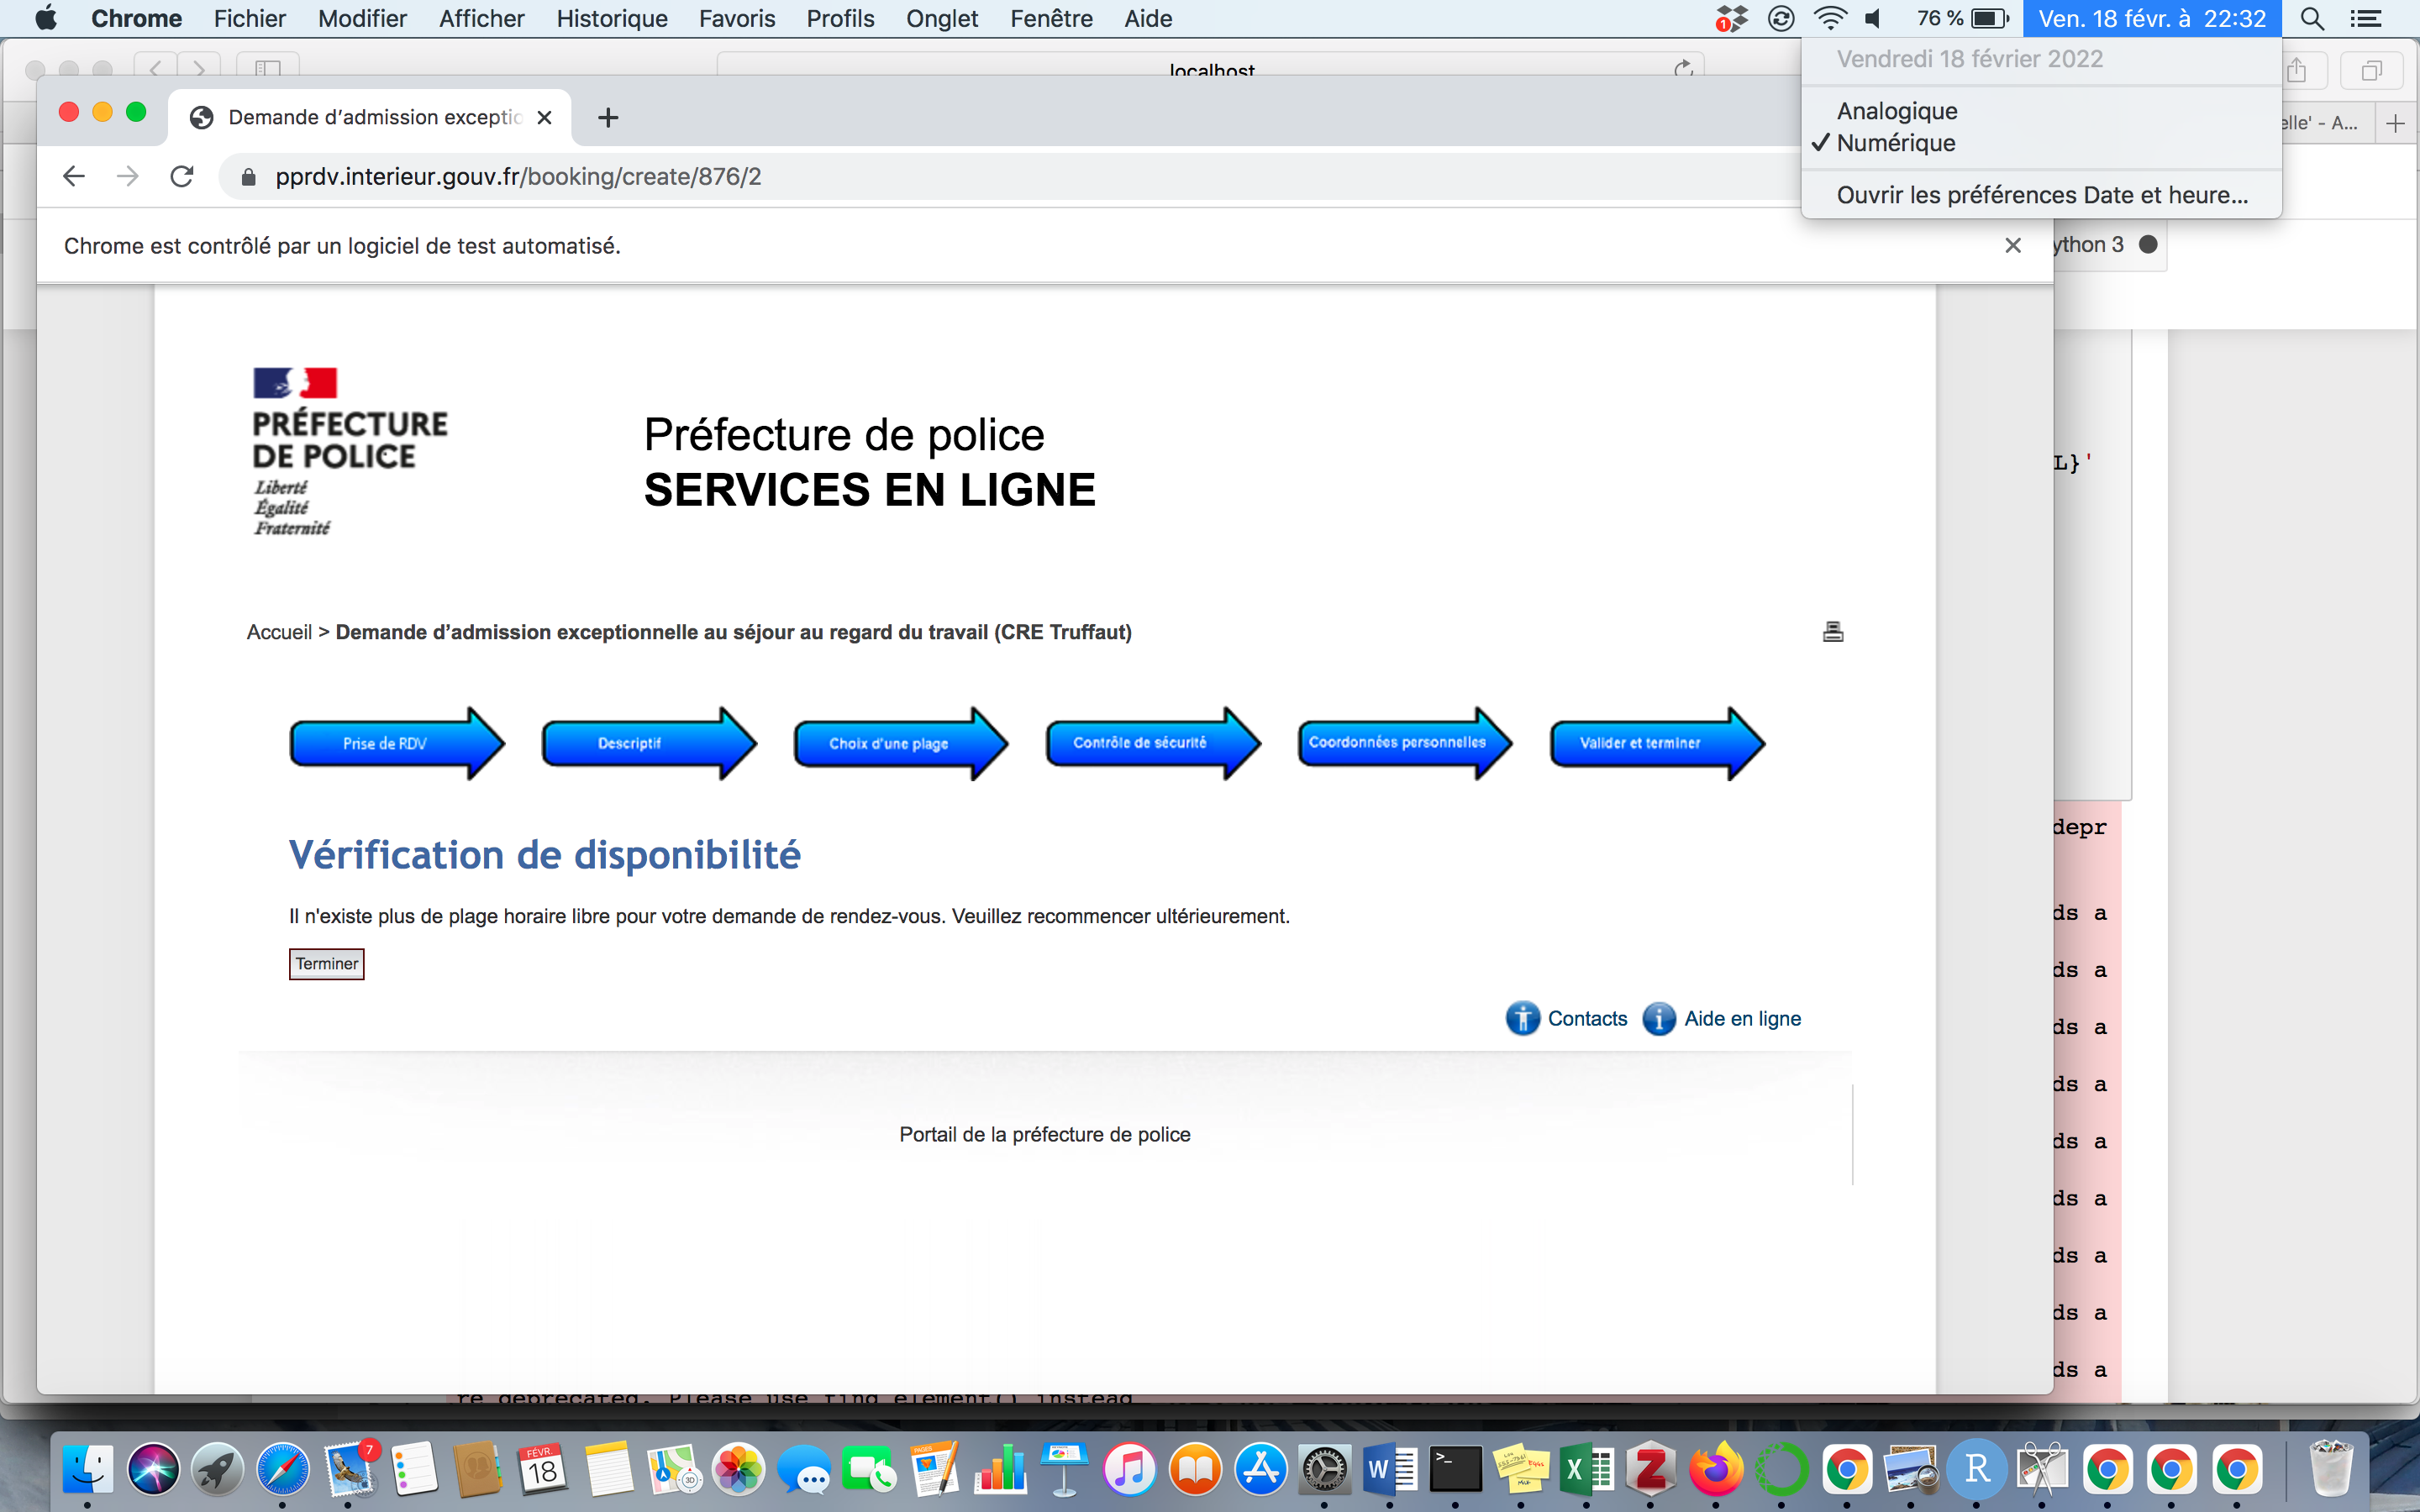 Chrome Fichier Modifier Afficher Historique Favoris Profils Onglet Fenêtre Aide 1 76 % Ven. 18 févr. à 22:32
localhost
Vendredi 18 février 2022
Analogique
✓ Numérique
Ouvrir les préférences Date et heure...
Demande d'admission exceptio
elle' - A...
pprdv.interieur.gouv.fr/booking/create/876/2
Chrome est contrôlé par un logiciel de test automatisé.
ython 3
PRÉFECTURE
DE POLICE
Liberté
Égalité
Fraternité
Préfecture de police
SERVICES EN LIGNE
L}'
Accueil > Demande d'admission exceptionnelle au séjour au regard du travail (CRE Truffaut)
Prise de RDV
Descriptif
Choix d'une plage
Contrôle de sécurité
Coordonnées personnelles
Valider et terminer
depr
Vérification de disponibilité
Il n'existe plus de plage horaire libre pour votre demande de rendez-vous. Veuillez recommencer ultérieurement.
ds a
Terminer
ds a
Contacts Aide en ligne
ds a
ds a
Portail de la préfecture de police
ds a
ds a
ds a
ds a
ds a
re deprecated. Please use find_element() instead
7
FÉVR.
18
PAGES
3D
W
>_
X
Z
R